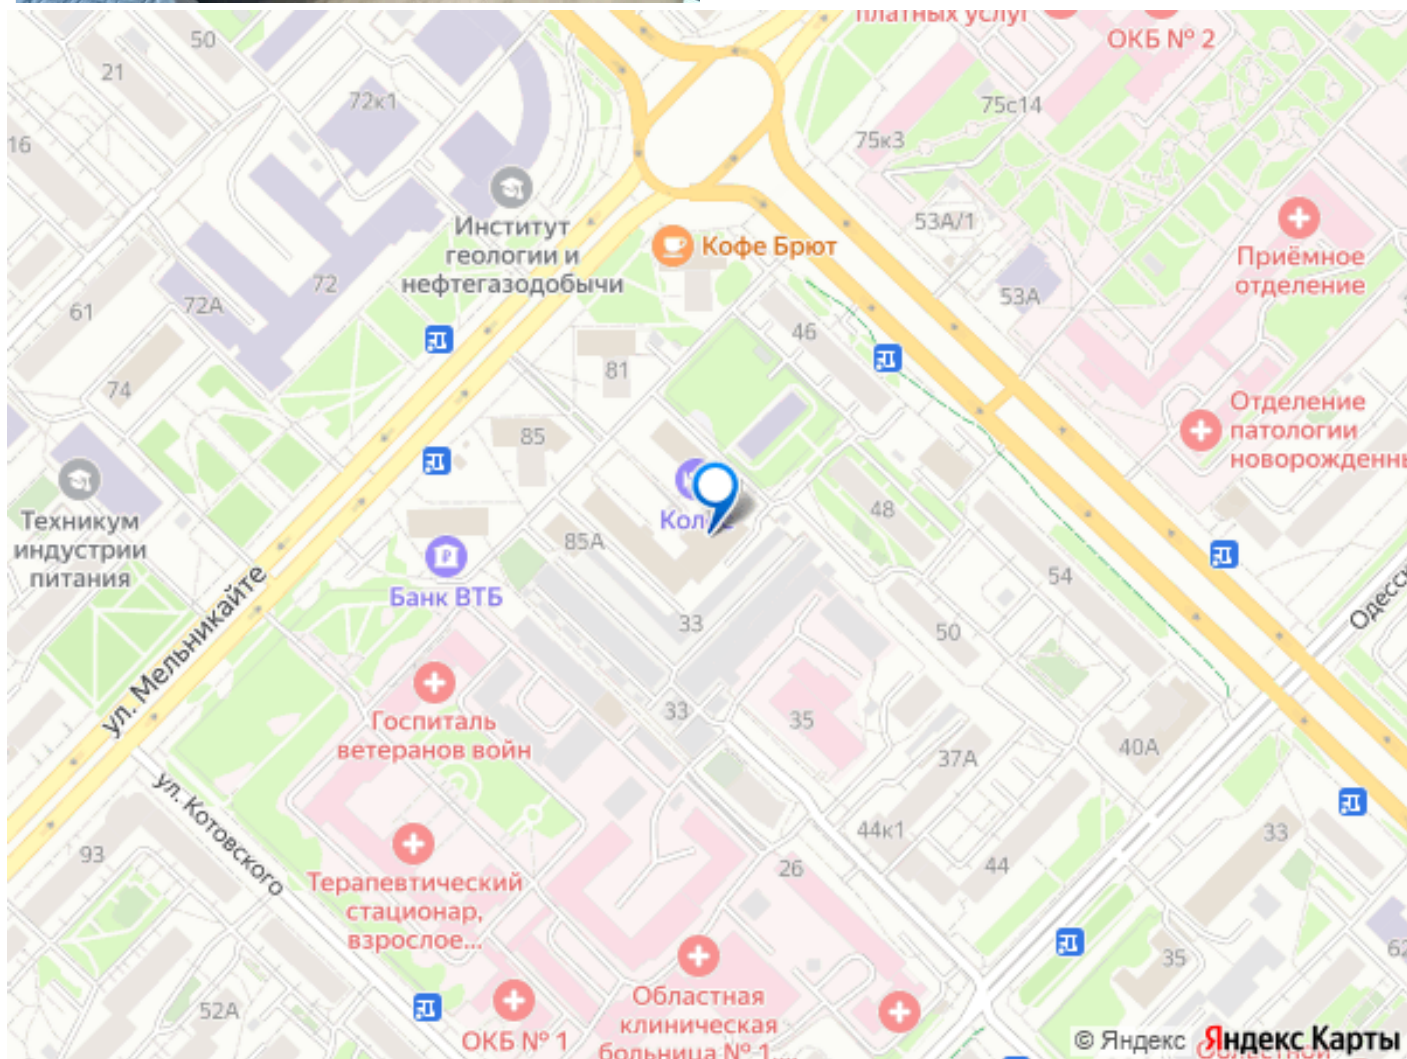 платных услуг
ОКБ № 2
50
21
72к1
75с14
16
75к3
Институт
геологии и
нефтегазодобычи
53А/1
Кофе Брют
Приёмное
отделение
72
72А
53А
61
46
81
74
Отделение
патологии
85
48
Техникум
индустрии
питания
85А
54
Банк ВТБ
33
50
ул. Мельникайте
Госпиталь
ветеранов войн
33
35
37А
40А
ул. Котовского
44к1
33
93
44
26
Терапевтический
стационар,
взрослое...
35
Областная
клиническая
больница № 1...
52А
ОКБ № 1
© Яндекс Яндекс Карты